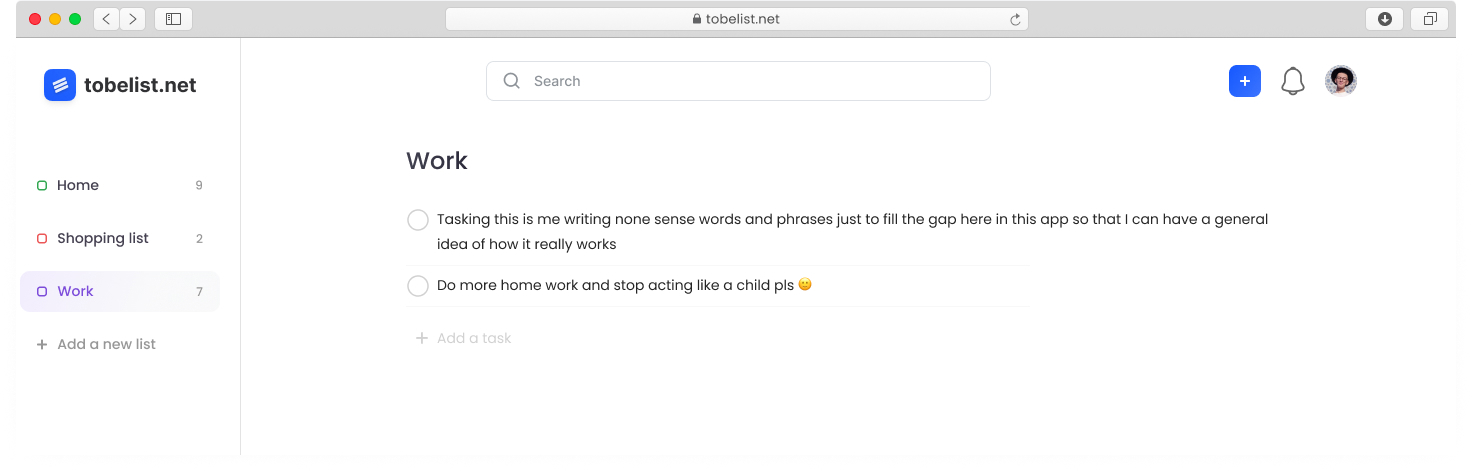 tobelist.net
tobelist.net
Search
Work
Home 9
Shopping list 2
Work 7
Add a new list
Tasking this is me writing none sense words and phrases just to fill the gap here in this app so that I can have a general
idea of how it really works
Do more home work and stop acting like a child pls 🙂
Add a task